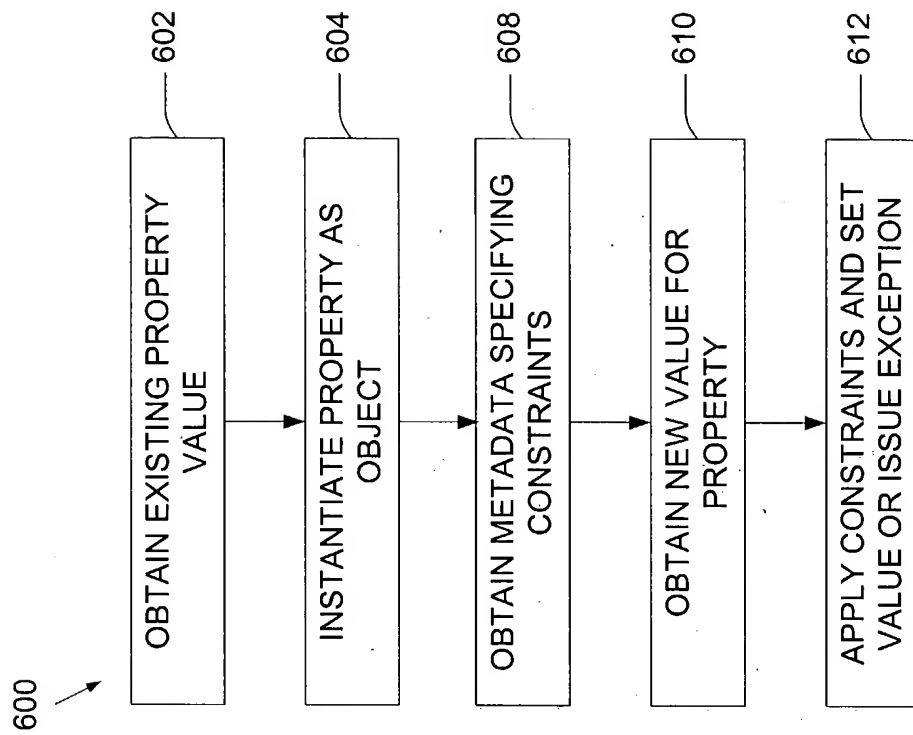 600
OBTAIN EXISTING PROPERTY
VALUE
602
INSTANTIATE PROPERTY AS
OBJECT
604
OBTAIN METADATA SPECIFYING
CONSTRAINTS
608
OBTAIN NEW VALUE FOR
PROPERTY
610
APPLY CONSTRAINTS AND SET
VALUE OR ISSUE EXCEPTION
612